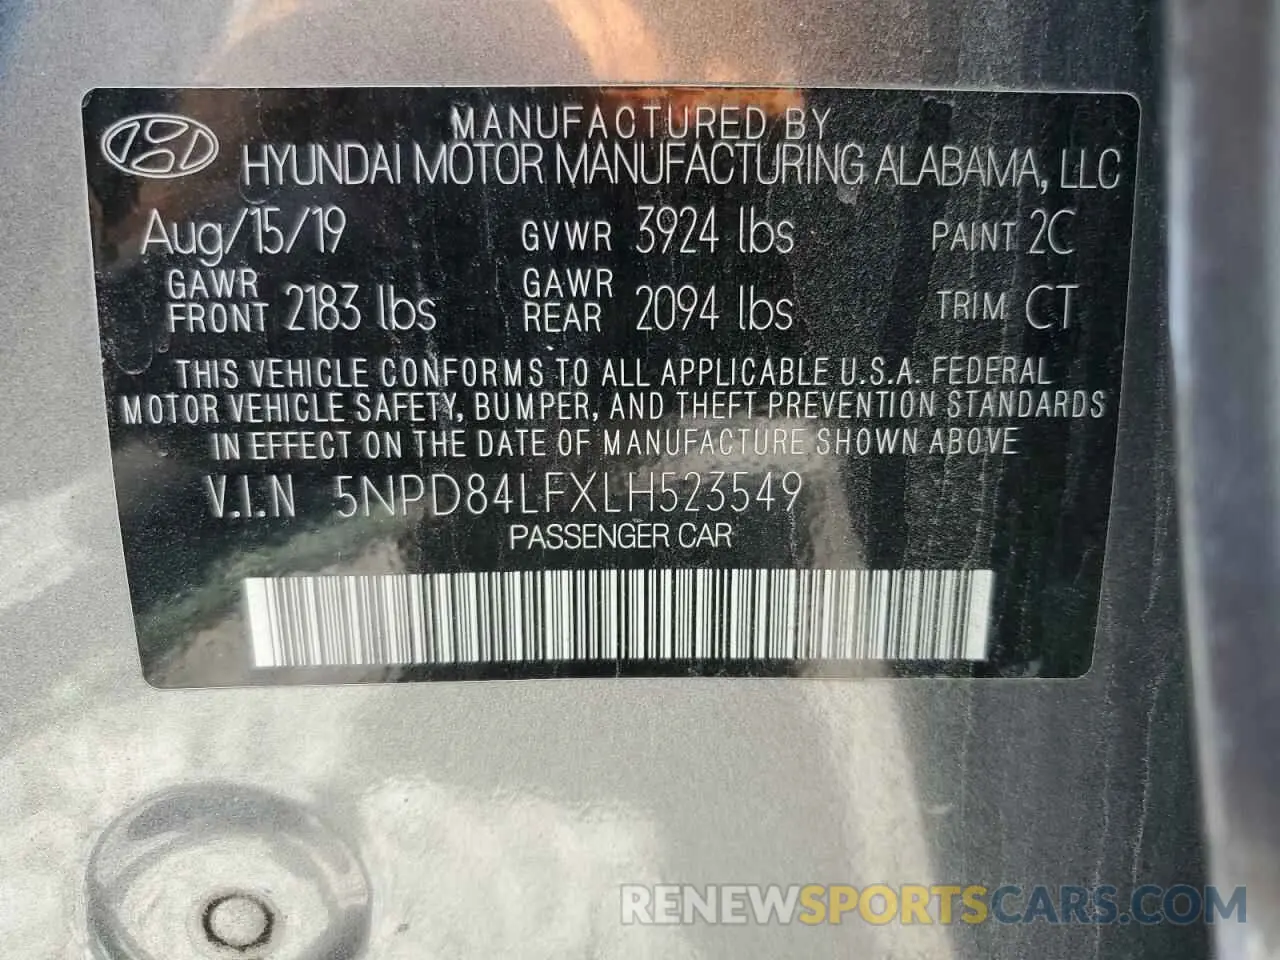 MANUFACTURED BY
HYUNDAI MOTOR MANUFACTURING ALABAMA, LLC
Aug/15/19 GVWR 3924 lbs PAINT 2C
GAWR FRONT 2183 lbs GAWR REAR 2094 lbs TRIM CT
THIS VEHICLE CONFORMS TO ALL APPLICABLE U.S.A. FEDERAL
MOTOR VEHICLE SAFETY, BUMPER, AND THEFT PREVENTION STANDARDS
IN EFFECT ON THE DATE OF MANUFACTURE SHOWN ABOVE
V.I.N 5NPD84LFXLH523549
PASSENGER CAR
RENEWSPORTSCARS.COM